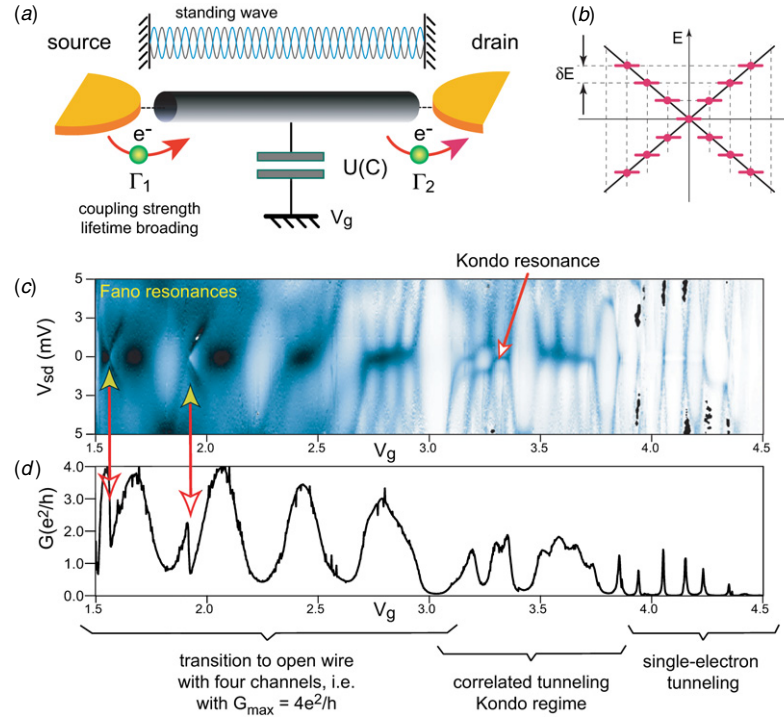 (a)
standing wave
source
drain
e-
Γ1
coupling strength
lifetime broading
U(C)
Vg
e-
Γ2
(b)
E
δE
(c)
Kondo resonance
Fano resonances
Vsd (mV)
5
3
0
3
5
1.5 2.0 2.5 3.0 3.5 4.0 4.5
Vg
(d)
G(e²/h)
4.0
3.0
2.0
1.0
0.0
1.5 2.0 2.5 3.0 3.5 4.0 4.5
Vg
transition to open wire
with four channels, i.e.
with Gmax = 4e²/h
correlated tunneling
Kondo regime
single-electron
tunneling